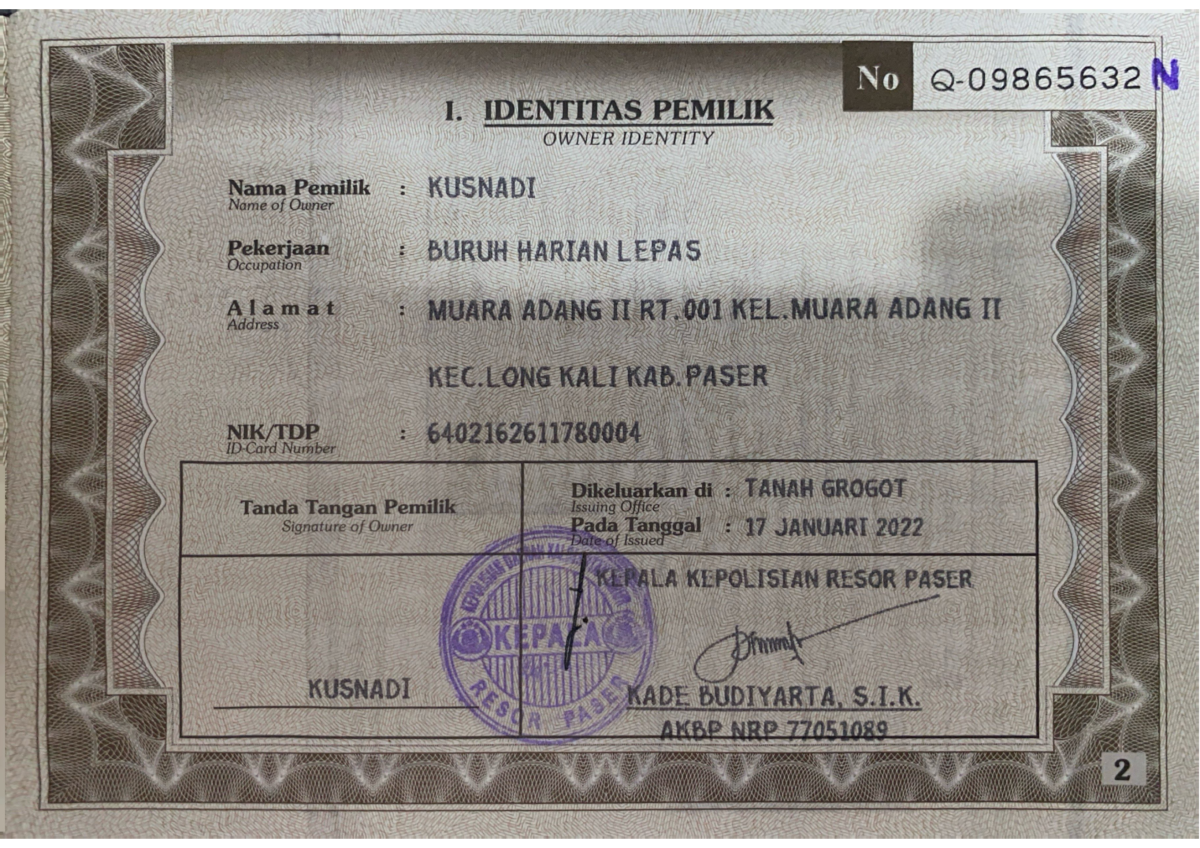 No Q-09865632 N
I. IDENTITAS PEMILIK
OWNER IDENTITY
Nama Pemilik : KUSNADI
Name of Owner
Pekerjaan : BURUH HARIAN LEPAS
Occupation
Alamat : MUARA ADANG II RT.001 KEL.MUARA ADANG II
Address
KEC.LONG KALI KAB.PASER
NIK/TDP : 6402162611780004
ID-Card Number
Tanda Tangan Pemilik
Signature of Owner
Dikeluarkan di : TANAH GROGOT
Issuing Office
Pada Tanggal : 17 JANUARI 2022
Date of Issued
KEPALA KEPOLISIAN RESOR PASER
KEPALA
RESOR PASER
KUSNADI
KADE BUDIYARTA, S.I.K.
AKBP NRP 77051089
2